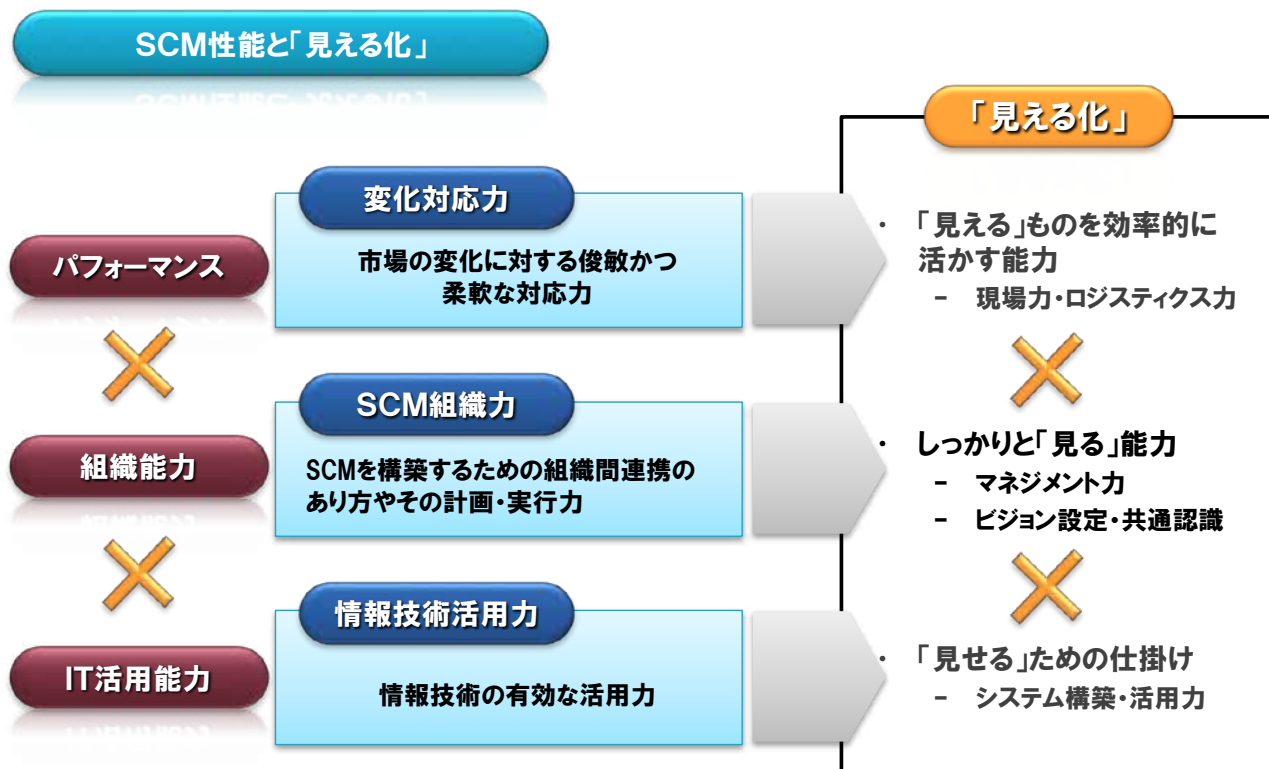 SCM性能と「見える化」
「見える化」
パフォーマンス
変化対応力
市場の変化に対する俊敏かつ
柔軟な対応力
・ 「見える」ものを効率的に
活かす能力
− 現場力・ロジスティクス力
組織能力
SCM組織力
SCMを構築するための組織間連携の
あり方やその計画・実行力
・ しっかりと「見る」能力
− マネジメント力
− ビジョン設定・共通認識
IT活用能力
情報技術活用力
情報技術の有効な活用力
・ 「見せる」ための仕掛け
− システム構築・活用力